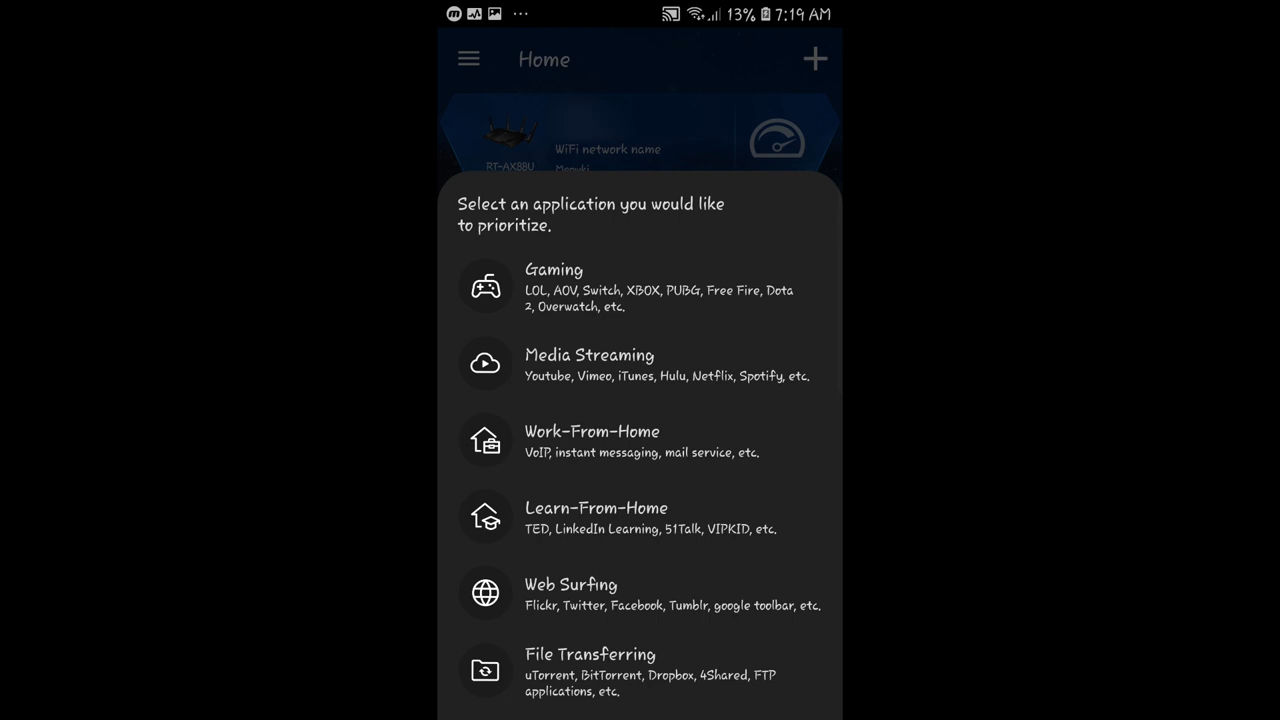 13% 7:19 AM
Home
WiFi network name
RT-AX88U
Select an application you would like
to prioritize.
Gaming
LOL, AOV, Switch, XBOX, PUBG, Free Fire, Dota
2, Overwatch, etc.
Media Streaming
Youtube, Vimeo, iTunes, Hulu, Netflix, Spotify, etc.
Work-From-Home
VoIP, instant messaging, mail service, etc.
Learn-From-Home
TED, LinkedIn Learning, 51Talk, VIPKID, etc.
Web Surfing
Flickr, Twitter, Facebook, Tumblr, google toolbar, etc.
File Transferring
uTorrent, BitTorrent, Dropbox, 4Shared, FTP
applications, etc.